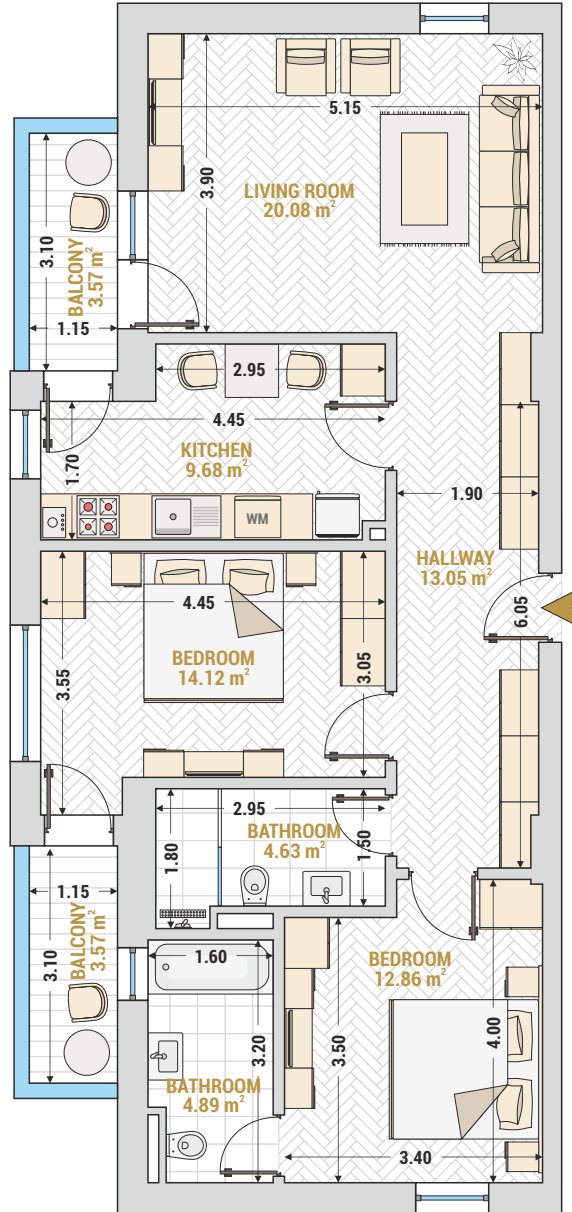 5.15
3.90
LIVING ROOM
20.08 m²
3.10
BALCONY
3.57 m²
1.15
2.95
4.45
KITCHEN
9.68 m²
1.70
WM
1.90
HALLWAY
13.05 m²
6.05
4.45
BEDROOM
14.12 m²
3.55
3.05
2.95
BATHROOM
4.63 m²
1.80
1.50
1.15
BALCONY
3.57 m²
3.10
1.60
3.20
BATHROOM
4.89 m²
BEDROOM
12.86 m²
3.50
4.00
3.40